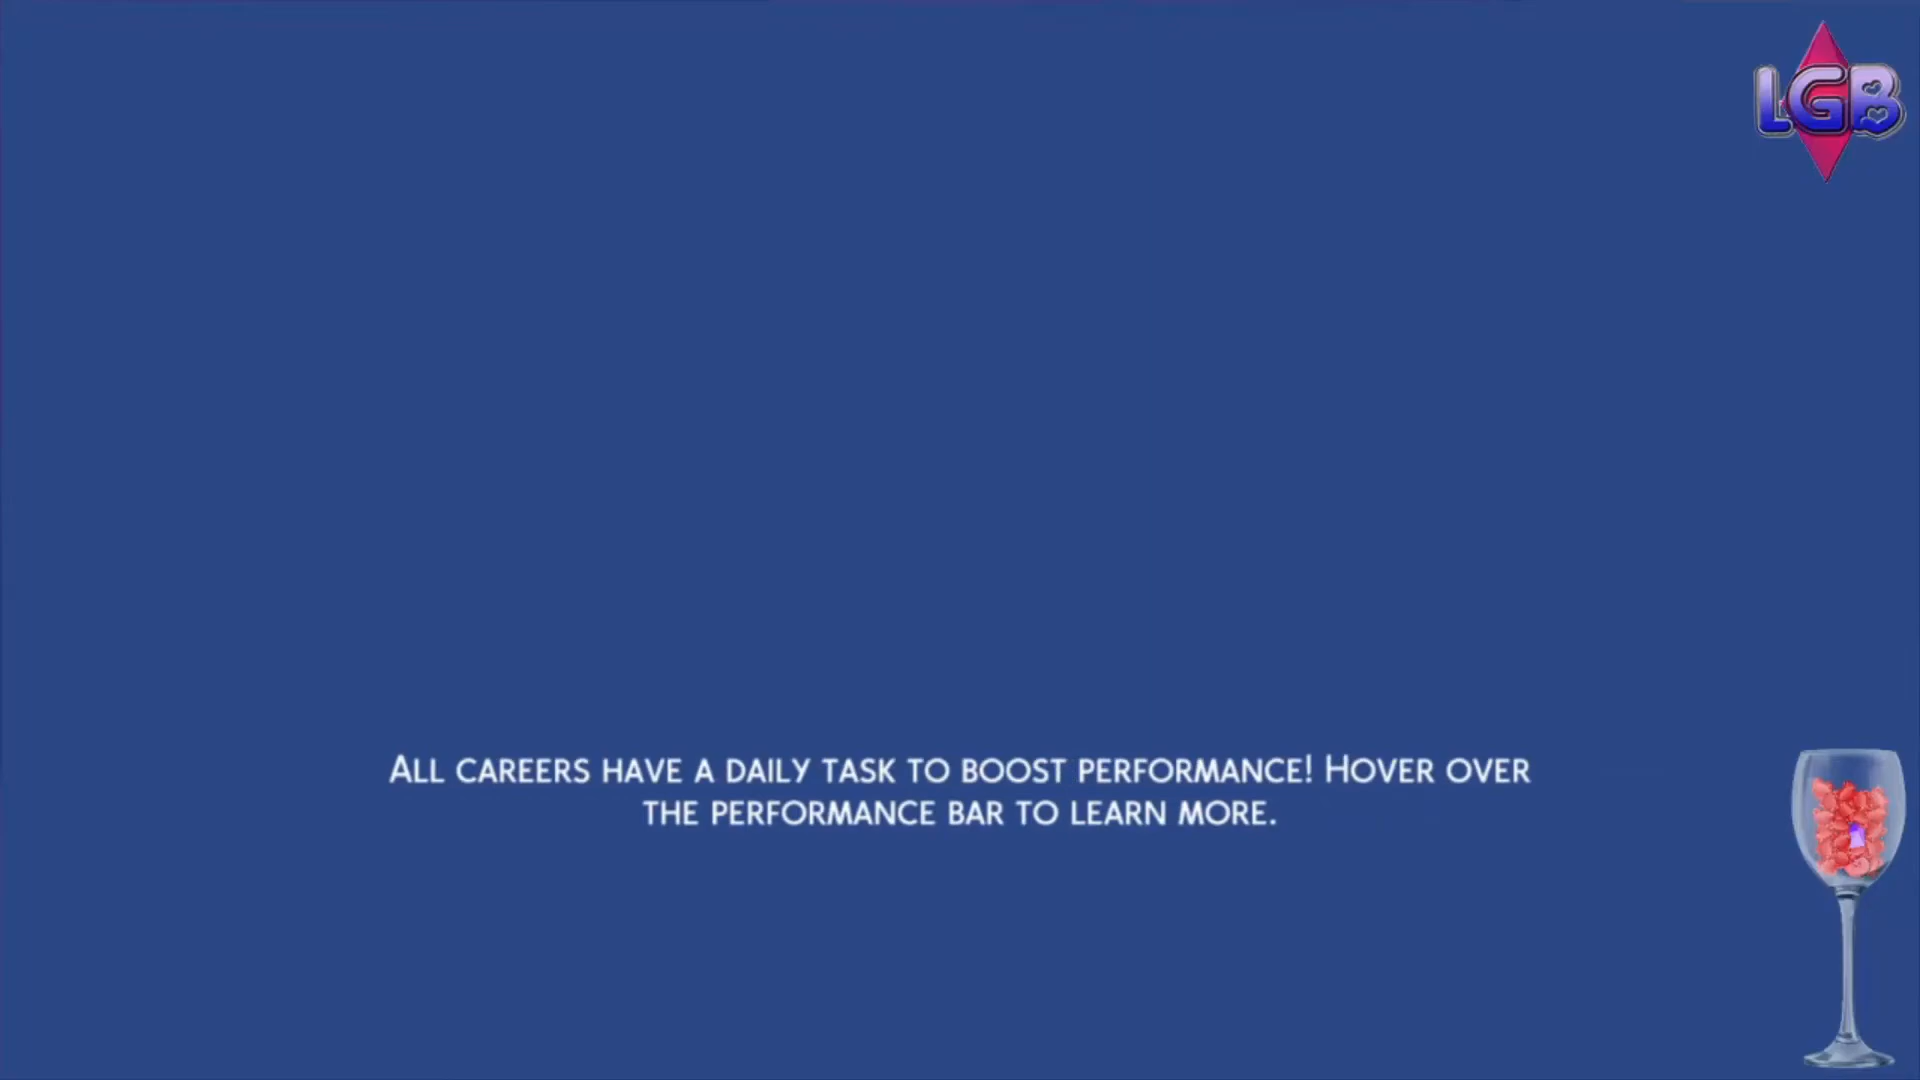 LGB
All careers have a daily task to boost performance! Hover over
the performance bar to learn more.